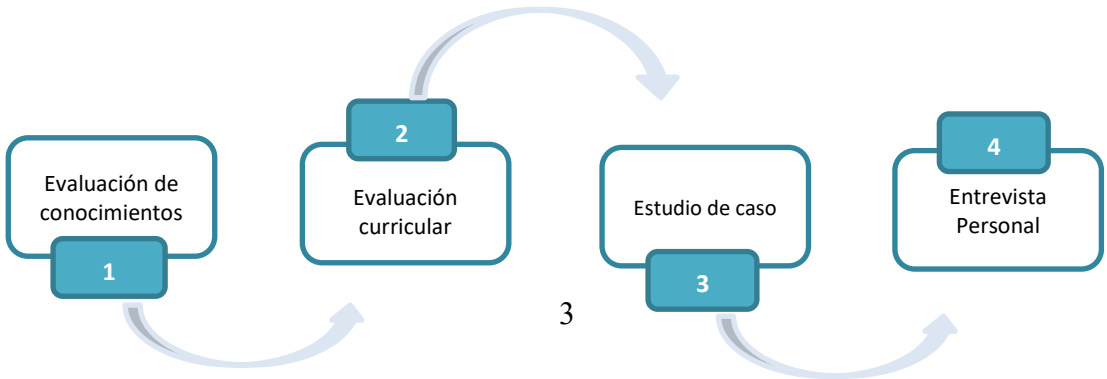 Evaluación de
conocimientos
1
2
Evaluación
curricular
Estudio de caso
3
4
Entrevista
Personal
3